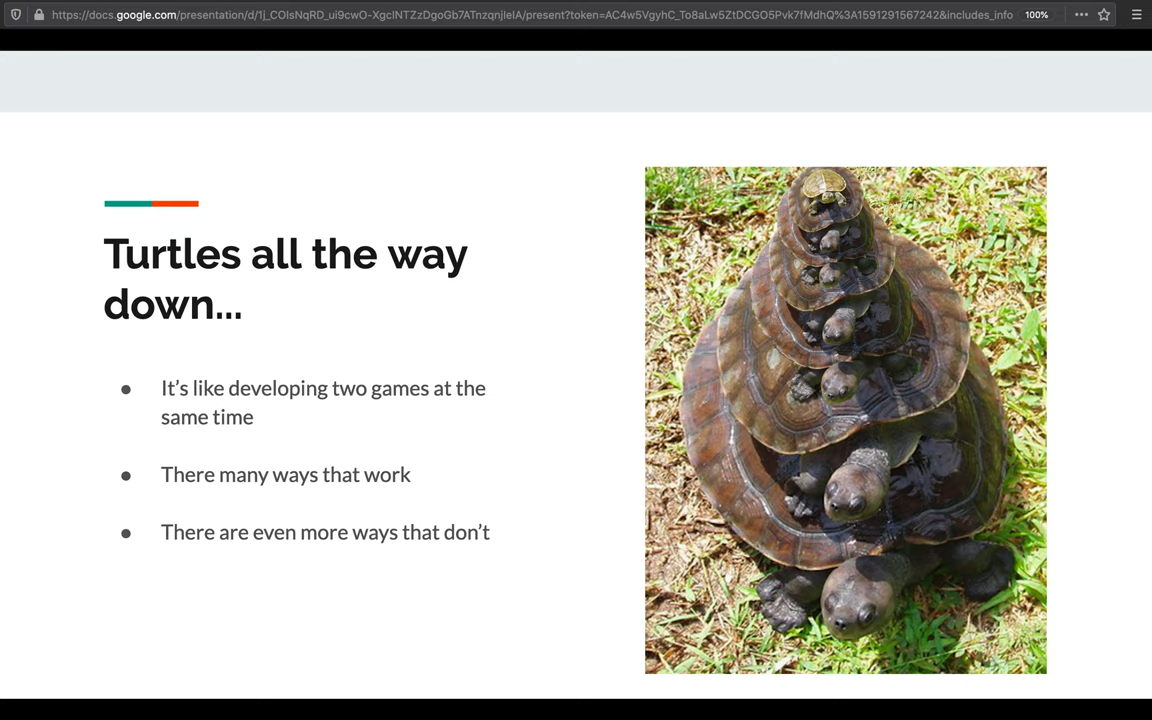 https://docs.google.com/presentation/d/1j_COIsNqRD_ui9cwO-XgcINTZzDgoGb7ATnzqnjleIA/present?token=AC4w5VgyhC_To8aLw5ZtDCGO5Pvk7fMdhQ%3A1591291567242&includes_info 100%
Turtles all the way
down...
● It's like developing two games at the
same time
● There many ways that work
● There are even more ways that don't